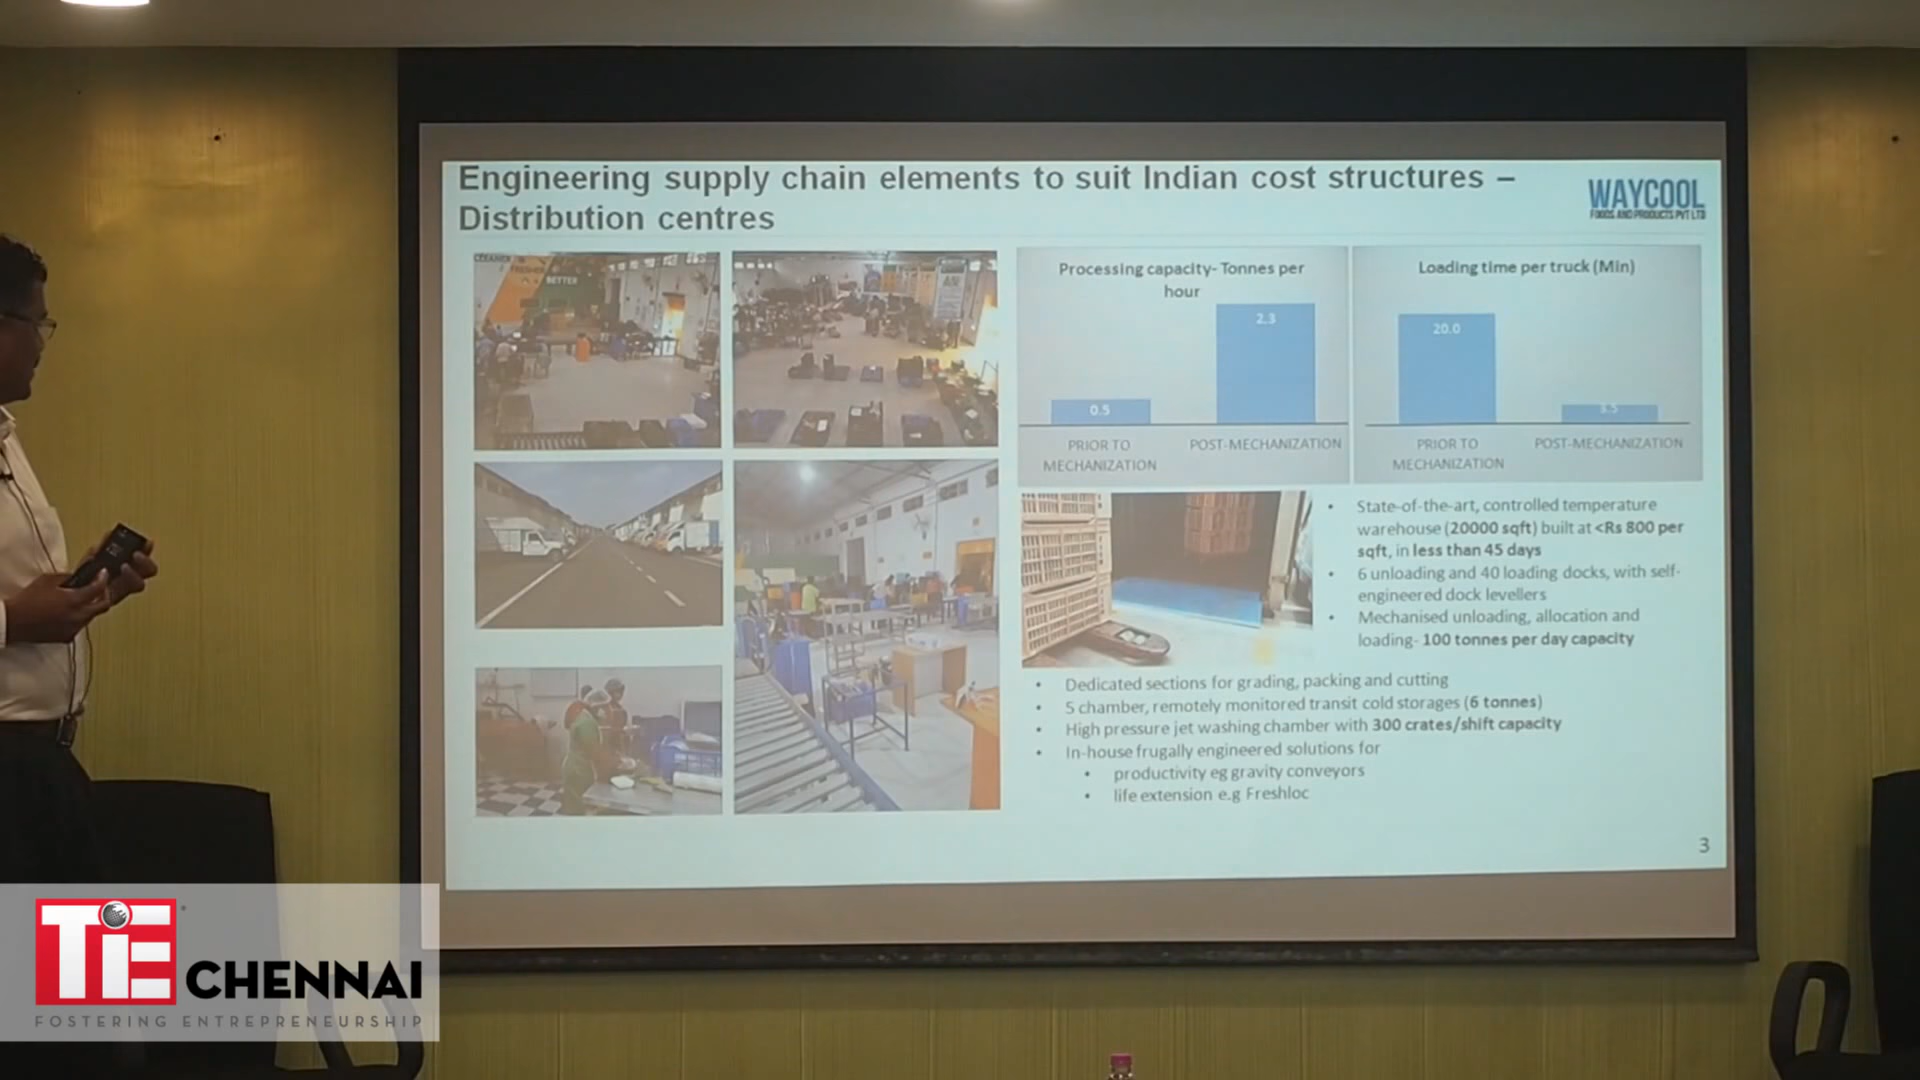 Engineering supply chain elements to suit Indian cost structures –
Distribution centres
WAYCOOL
FOODS AND PRODUCTS PVT LTD
CLEANER
FRESHER
BETTER
Processing capacity- Tonnes per
hour
2.3
0.5
PRIOR TO
MECHANIZATION
POST-MECHANIZATION
Loading time per truck (Min)
20.0
3.5
PRIOR TO
MECHANIZATION
POST-MECHANIZATION
• State-of-the-art, controlled temperature
warehouse (20000 sqft) built at <Rs 800 per
sqft, in less than 45 days
• 6 unloading and 40 loading docks, with self-
engineered dock levellers
• Mechanised unloading, allocation and
loading- 100 tonnes per day capacity
• Dedicated sections for grading, packing and cutting
• 5 chamber, remotely monitored transit cold storages (6 tonnes)
• High pressure jet washing chamber with 300 crates/shift capacity
• In-house frugally engineered solutions for
• productivity eg gravity conveyors
• life extension e.g Freshloc
3
TiE
CHENNAI
FOSTERING ENTREPRENEURSHIP